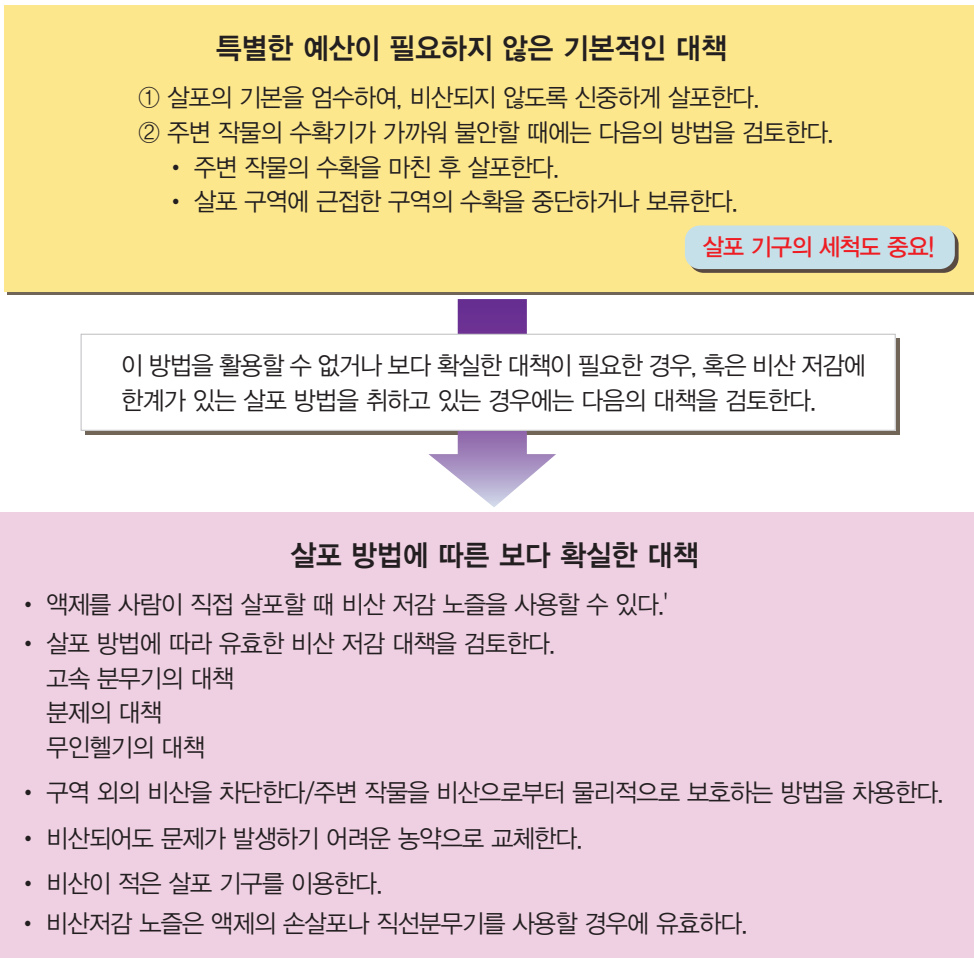 특별한 예산이 필요하지 않은 기본적인 대책
① 살포의 기본을 엄수하여, 비산되지 않도록 신중하게 살포한다.
② 주변 작물의 수확기가 가까워 불안할 때에는 다음의 방법을 검토한다.
• 주변 작물의 수확을 마친 후 살포한다.
• 살포 구역에 근접한 구역의 수확을 중단하거나 보류한다.
살포 기구의 세척도 중요!
이 방법을 활용할 수 없거나 보다 확실한 대책이 필요한 경우, 혹은 비산 저감에
한계가 있는 살포 방법을 취하고 있는 경우에는 다음의 대책을 검토한다.
살포 방법에 따른 보다 확실한 대책
• 액제를 사람이 직접 살포할 때 비산 저감 노즐을 사용할 수 있다.'
• 살포 방법에 따라 유효한 비산 저감 대책을 검토한다.
고속 분무기의 대책
분제의 대책
무인헬기의 대책
• 구역 외의 비산을 차단한다/주변 작물을 비산으로부터 물리적으로 보호하는 방법을 차용한다.
• 비산되어도 문제가 발생하기 어려운 농약으로 교체한다.
• 비산이 적은 살포 기구를 이용한다.
• 비산저감 노즐은 액제의 손살포나 직선분무기를 사용할 경우에 유효하다.